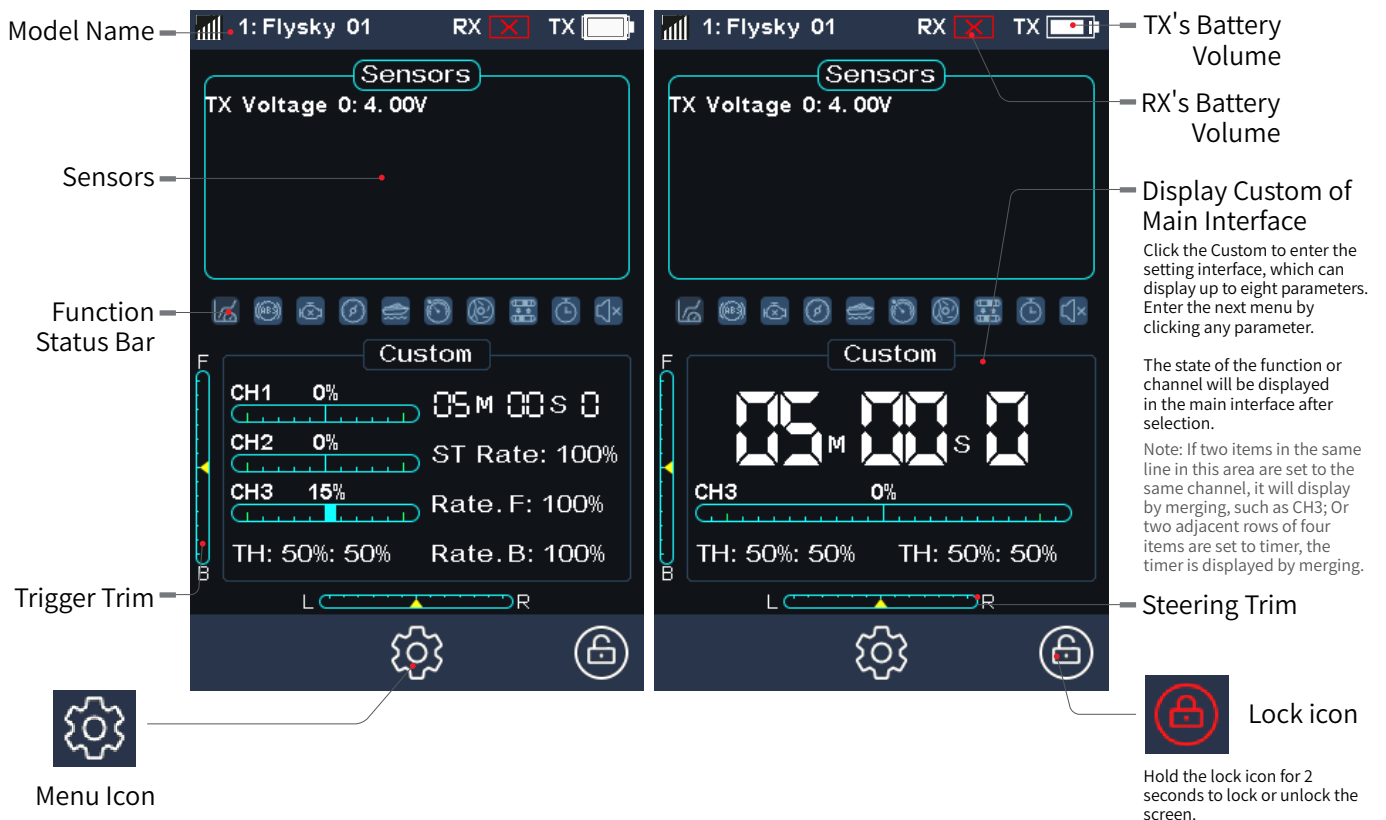 Model Name
Sensors
Function
Status Bar
Trigger Trim
Menu Icon
1: Flysky 01 RX TX
Sensors
TX Voltage 0: 4. 00V
ABS
F
B
Custom
CH1 0%
CH2 0%
CH3 15%
TH: 50%: 50%
05 M 00 S 0
ST Rate: 100%
Rate. F: 100%
Rate. B: 100%
L R
1: Flysky 01 RX TX
Sensors
TX Voltage 0: 4. 00V
ABS
F
B
Custom
05 M 00 S 0
CH3 0%
TH: 50%: 50% TH: 50%: 50%
L R
TX's Battery
Volume
RX's Battery
Volume
Display Custom of
Main Interface
Click the Custom to enter the
setting interface, which can
display up to eight parameters.
Enter the next menu by
clicking any parameter.
The state of the function or
channel will be displayed
in the main interface after
selection.
Note: If two items in the same
line in this area are set to the
same channel, it will display
by merging, such as CH3; Or
two adjacent rows of four
items are set to timer, the
timer is displayed by merging.
Steering Trim
Lock icon
Hold the lock icon for 2
seconds to lock or unlock the
screen.